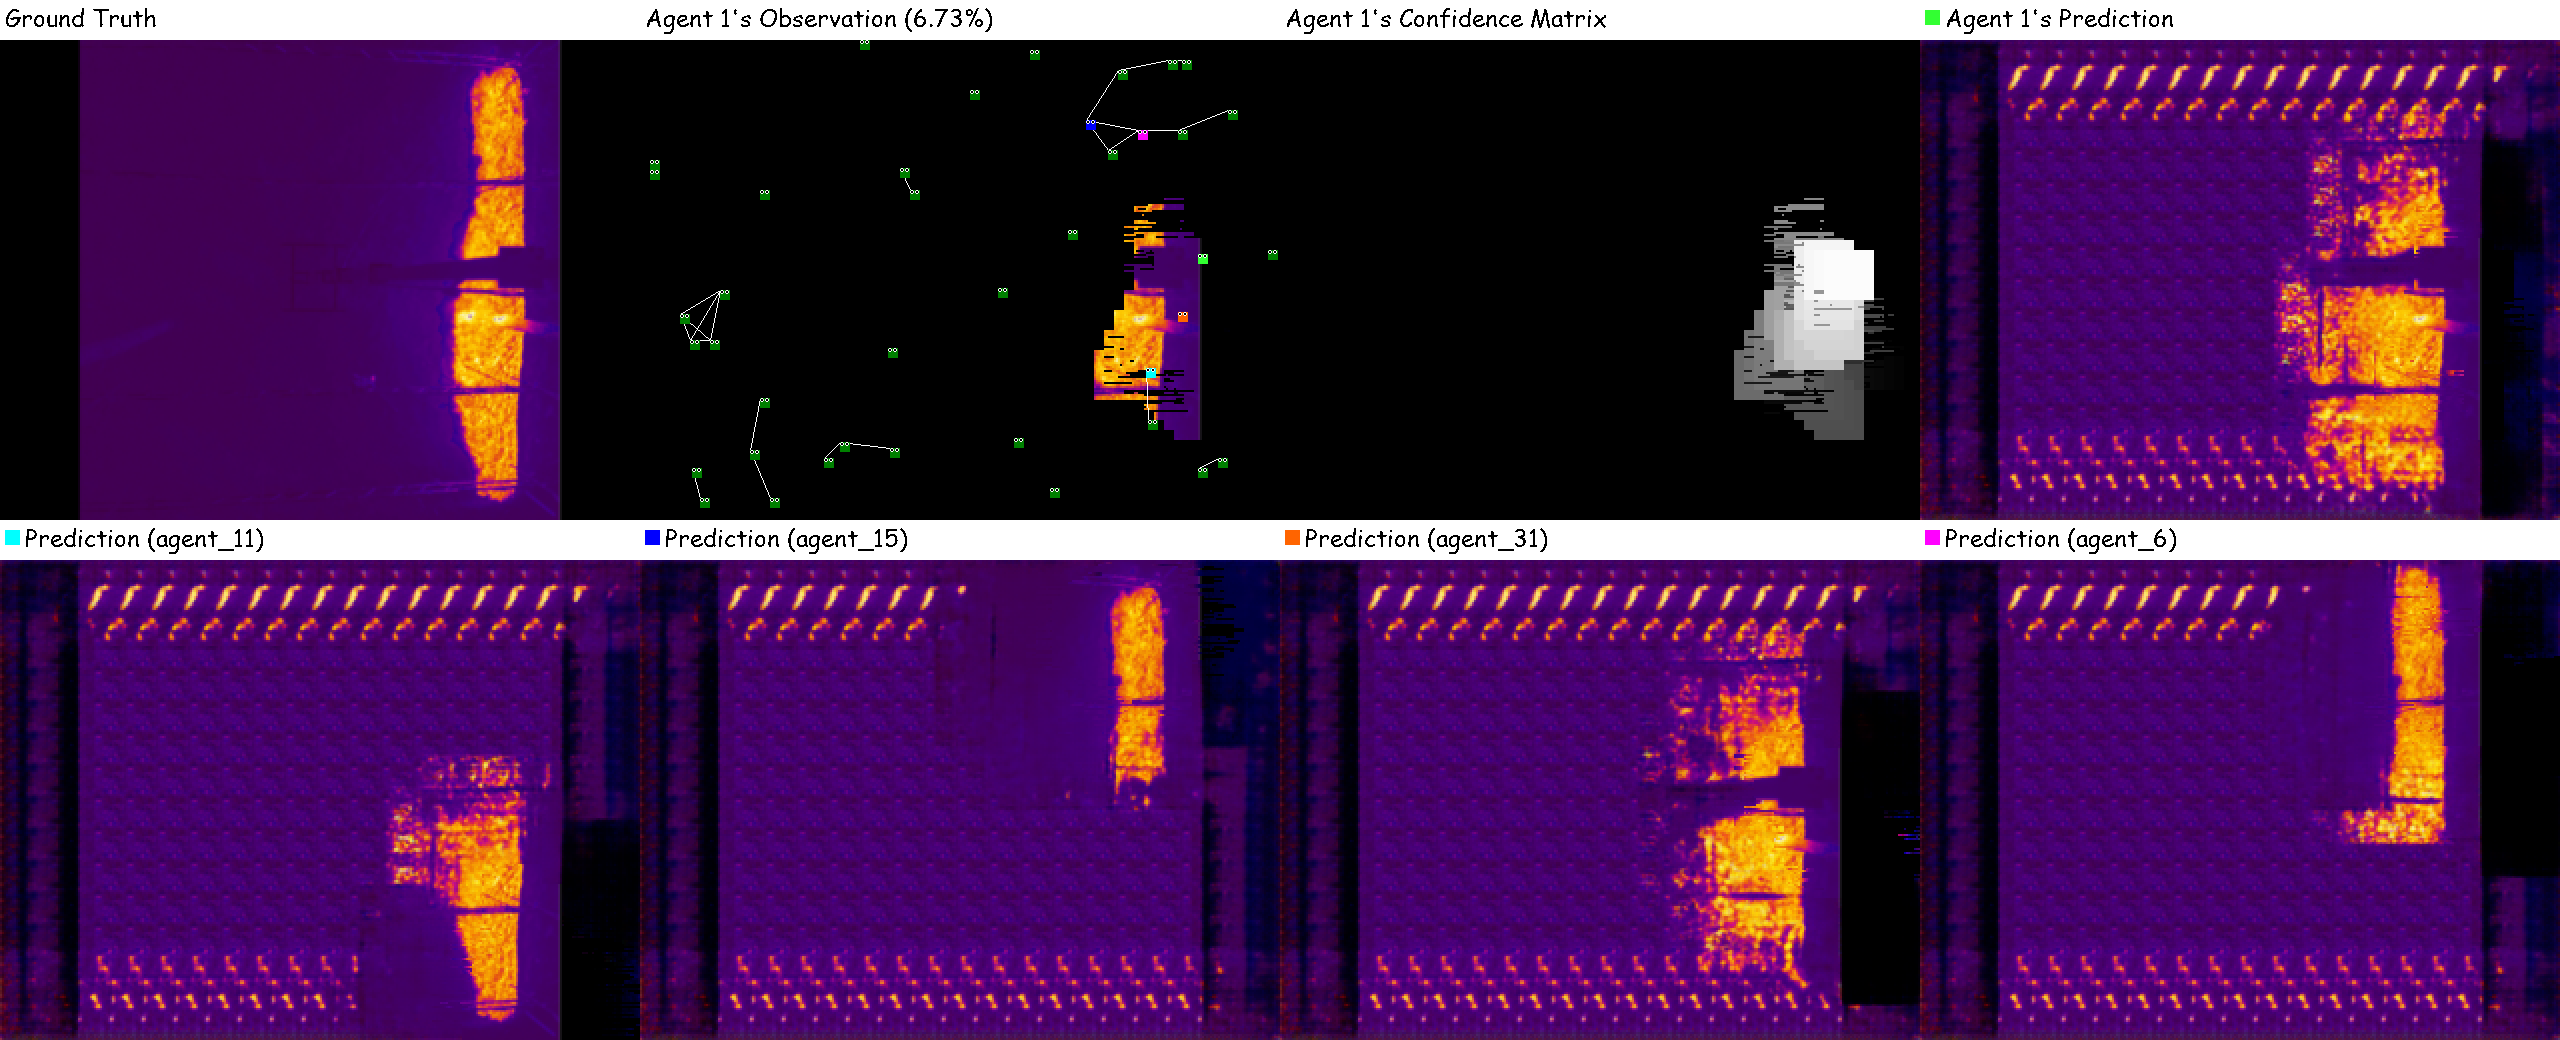 Ground Truth
Agent 1's Observation (6.73%)
Agent 1's Confidence Matrix
Agent 1's Prediction
Prediction (agent_11)
Prediction (agent_15)
Prediction (agent_31)
Prediction (agent_6)